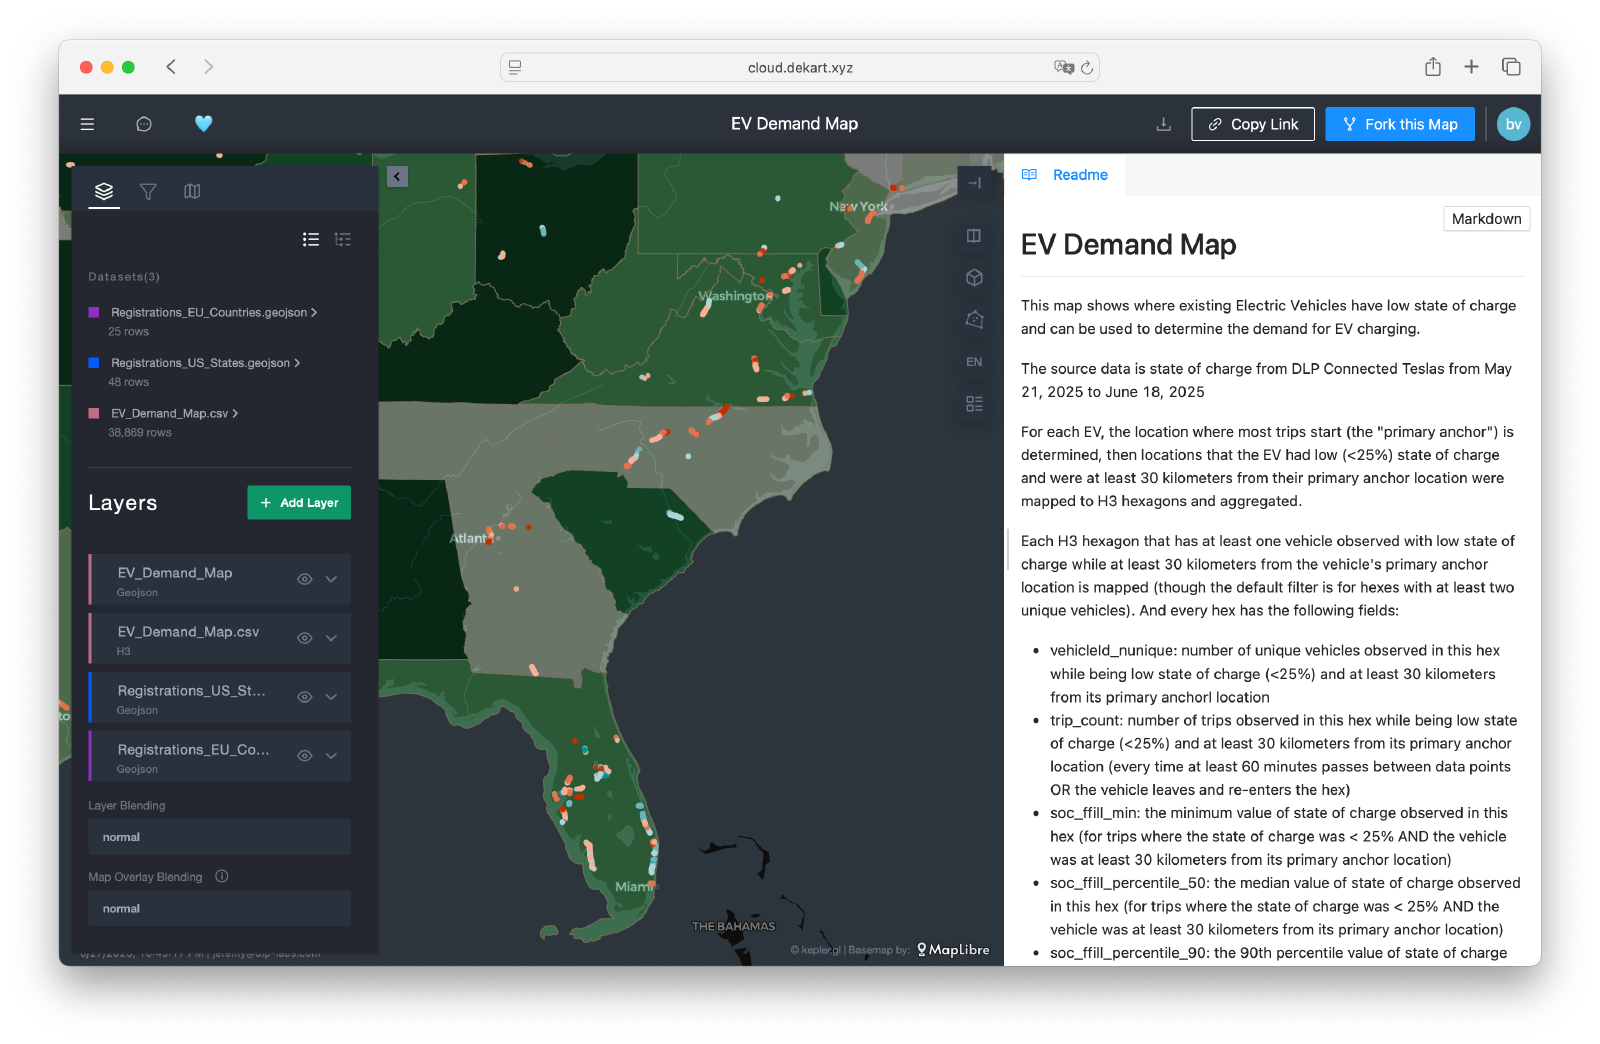 cloud.dekart.xyz
EV Demand Map
Copy Link
Fork this Map
bv
Datasets(3)
Registrations_EU_Countries.geojson
25 rows
Registrations_US_States.geojson
48 rows
EV_Demand_Map.csv
38,869 rows
Layers
+ Add Layer
EV_Demand_Map
Geojson
EV_Demand_Map.csv
H3
Registrations_US_St...
Geojson
Registrations_EU_Co...
Geojson
Layer Blending
normal
Map Overlay Blending
normal
New York
Washington
Atlanta
Miami
THE BAHAMAS
to
EN
© kepler.gl | Basemap by: MapLibre
Readme
Markdown
EV Demand Map
This map shows where existing Electric Vehicles have low state of charge
and can be used to determine the demand for EV charging.
The source data is state of charge from DLP Connected Teslas from May
21, 2025 to June 18, 2025
For each EV, the location where most trips start (the "primary anchor") is
determined, then locations that the EV had low (<25%) state of charge
and were at least 30 kilometers from their primary anchor location were
mapped to H3 hexagons and aggregated.
Each H3 hexagon that has at least one vehicle observed with low state of
charge while at least 30 kilometers from the vehicle's primary anchor
location is mapped (though the default filter is for hexes with at least two
unique vehicles). And every hex has the following fields:
• vehicleId_nunique: number of unique vehicles observed in this hex
while being low state of charge (<25%) and at least 30 kilometers
from its primary anchorl location
• trip_count: number of trips observed in this hex while being low state
of charge (<25%) and at least 30 kilometers from its primary anchor
location (every time at least 60 minutes passes between data points
OR the vehicle leaves and re-enters the hex)
• soc_ffill_min: the minimum value of state of charge observed in this
hex (for trips where the state of charge was < 25% AND the vehicle
was at least 30 kilometers from its primary anchor location)
• soc_ffill_percentile_50: the median value of state of charge observed
in this hex (for trips where the state of charge was < 25% AND the
vehicle was at least 30 kilometers from its primary anchor location)
• soc_ffill_percentile_90: the 90th percentile value of state of charge